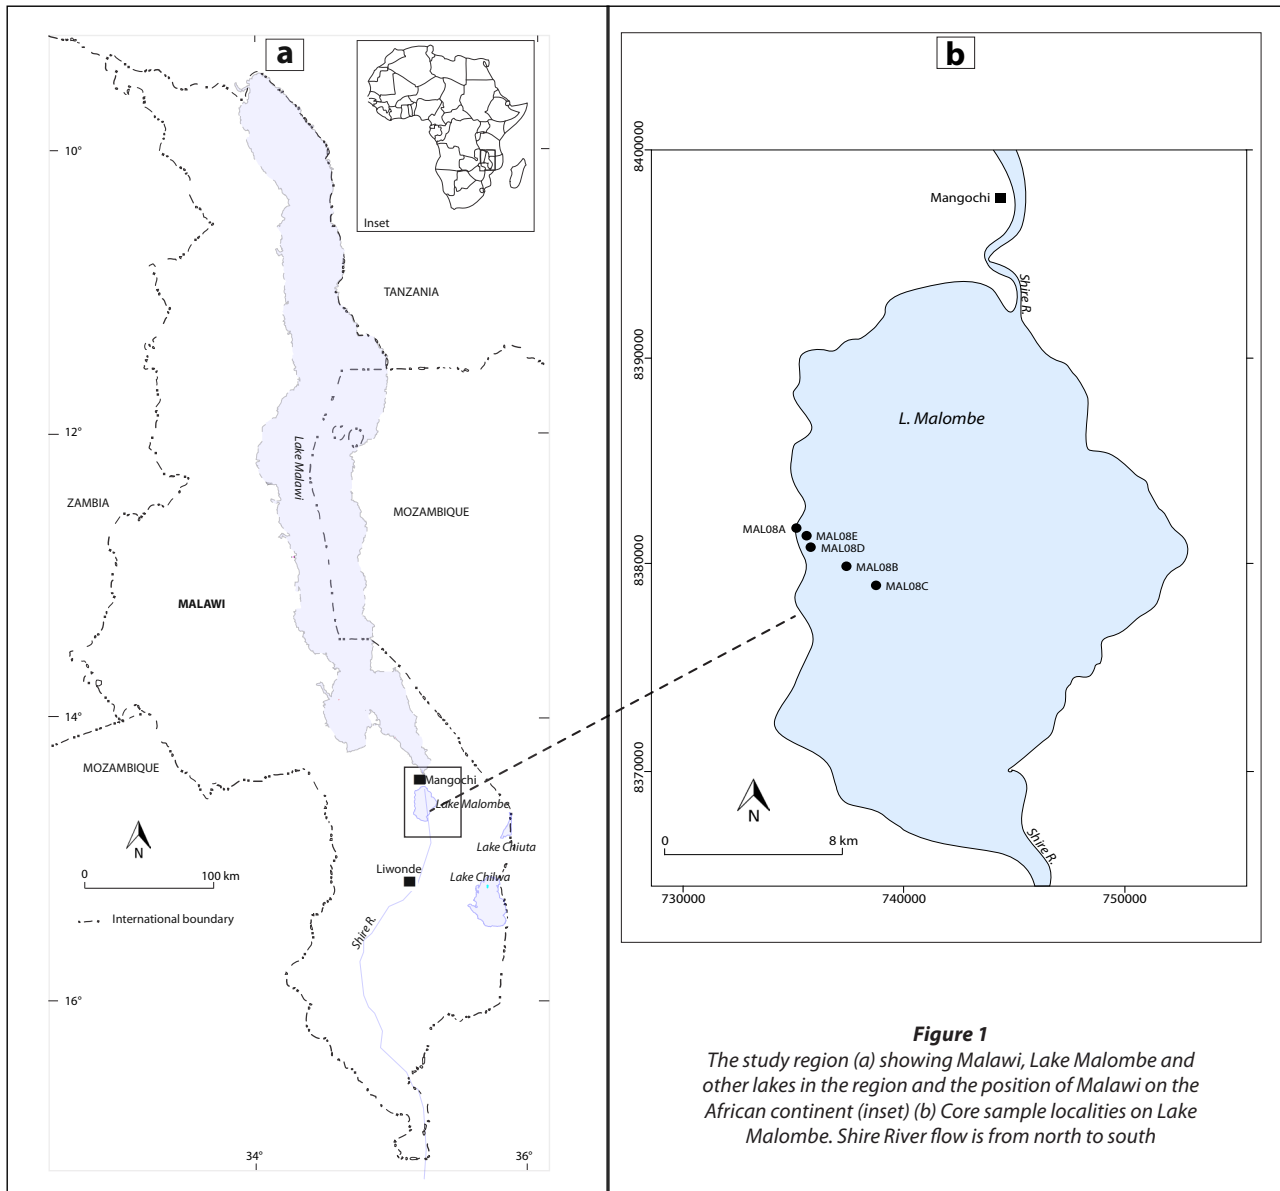 a
Inset
10°
TANZANIA
12°
Lake Malawi
ZAMBIA
MOZAMBIQUE
MALAWI
14°
MOZAMBIQUE
Mangochi
Lake Malombe
Lake Chiuta
N
Liwonde
Lake Chilwa
0 100 km
International boundary
Shire R.
16°
34° 36°
b
8400000
Mangochi
Shire R.
8390000
L. Malombe
MAL08A
MAL08E
MAL08D
8380000
MAL08B
MAL08C
8370000
N
0 8 km
Shire R.
730000 740000 750000
Figure 1
The study region (a) showing Malawi, Lake Malombe and
other lakes in the region and the position of Malawi on the
African continent (inset) (b) Core sample localities on Lake
Malombe. Shire River flow is from north to south